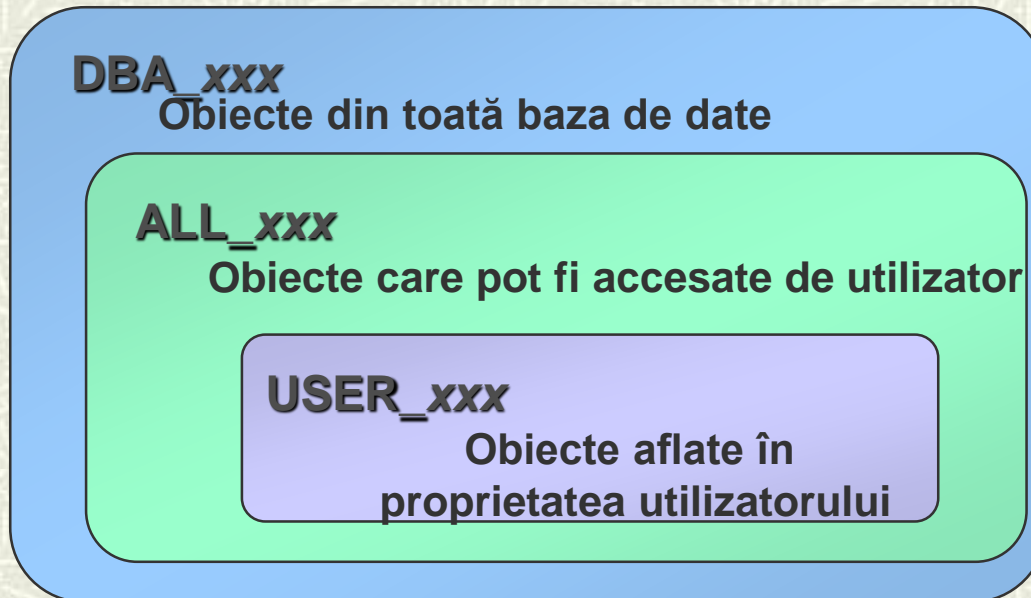 DBA_xxx
Obiecte din toată baza de date
ALL_xxx
Obiecte care pot fi accesate de utilizator
USER_xxx
Obiecte aflate în
proprietatea utilizatorului